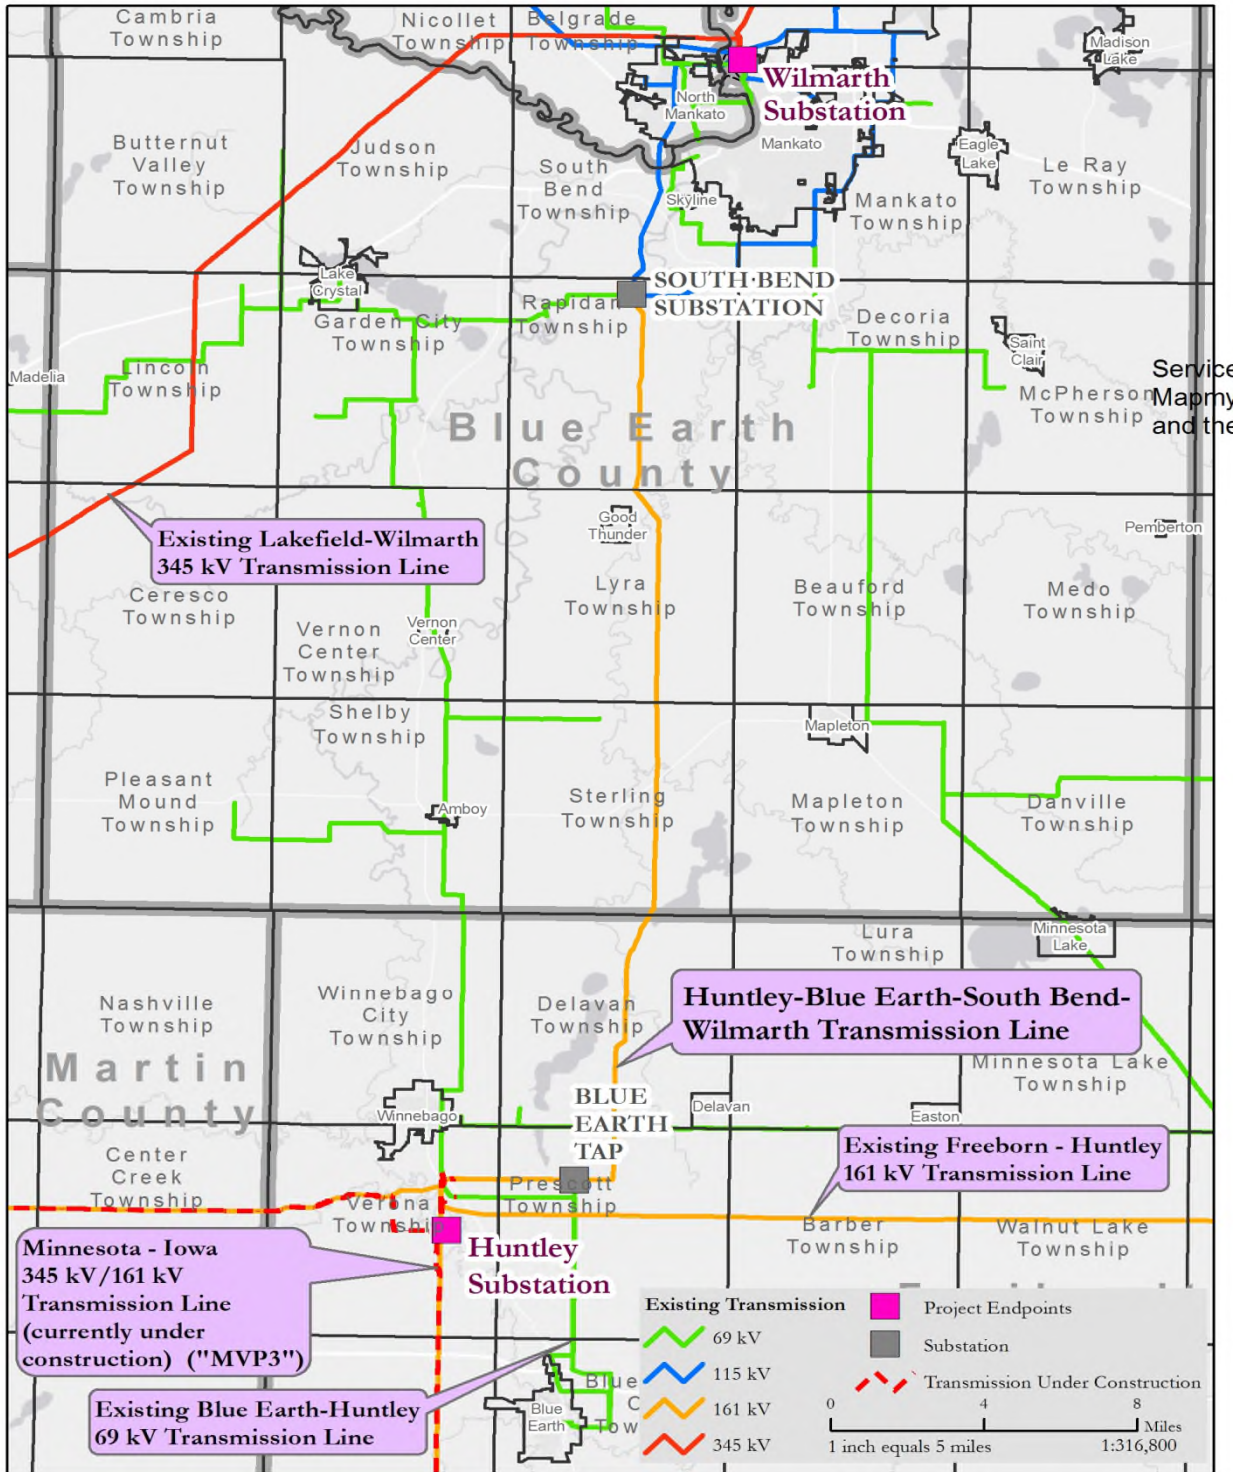 Cambria
Township
Nicollet
Township
Belgrade
Township
Madison
Lake
Wilmarth
Substation
North
Mankato
Mankato
Butternut
Valley
Township
Judson
Township
South
Bend
Township
Skyline
Eagle
Lake
Le Ray
Township
Mankato
Township
Lake
Crystal
SOUTH·BEND
SUBSTATION
Rapidan
Township
Garden City
Township
Decoria
Township
Saint
Clair
Madelia
Lincoln
Township
McPherson
Township
Service
Mapmy
and the
Blue Earth
County
Existing Lakefield-Wilmarth
345 kV Transmission Line
Good
Thunder
Pemberton
Ceresco
Township
Lyra
Township
Beauford
Township
Medo
Township
Vernon
Center
Township
Vernon
Center
Shelby
Township
Mapleton
Pleasant
Mound
Township
Amboy
Sterling
Township
Mapleton
Township
Danville
Township
Lura
Township
Minnesota
Lake
Nashville
Township
Winnebago
City
Township
Delavan
Township
Huntley-Blue Earth-South Bend-
Wilmarth Transmission Line
Martin
County
Minnesota Lake
Township
Winnebago
BLUE
EARTH
TAP
Delavan
Easton
Existing Freeborn - Huntley
161 kV Transmission Line
Center
Creek
Township
Verona
Township
Prescott
Township
Barber
Township
Walnut Lake
Township
Minnesota - Iowa
345 kV/161 kV
Transmission Line
(currently under
construction) ("MVP3")
Huntley
Substation
Existing Blue Earth-Huntley
69 kV Transmission Line
Blue
Earth
Blue
Existing Transmission
69 kV
115 kV
161 kV
345 kV
Project Endpoints
Substation
Transmission Under Construction
0 4 8
Miles
1 inch equals 5 miles 1:316,800